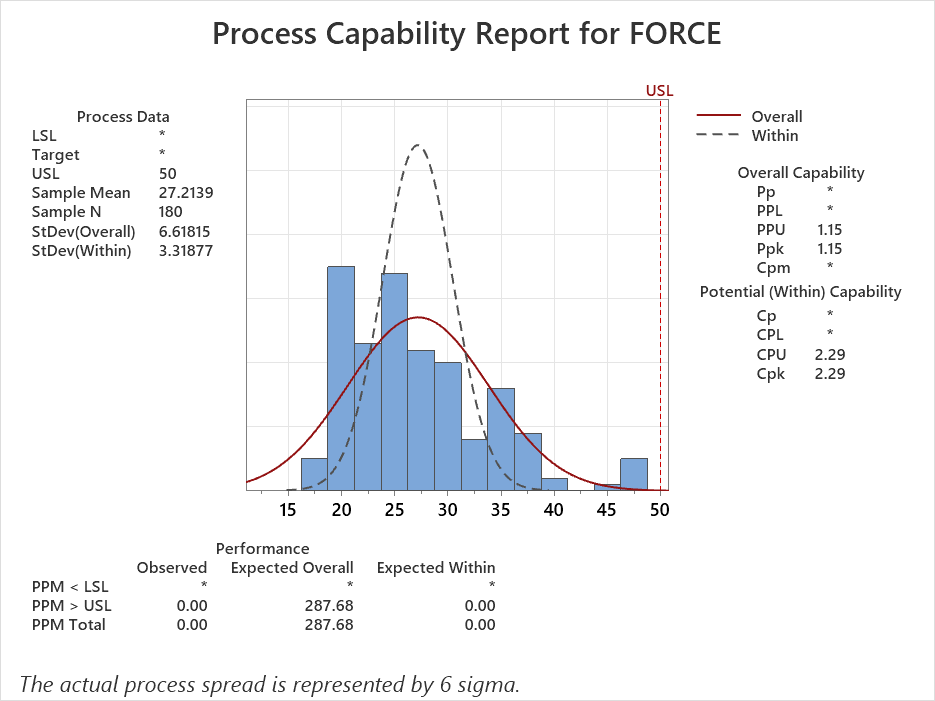 Process Capability Report for FORCE
Process Data
LSL *
Target *
USL 50
Sample Mean 27.2139
Sample N 180
StDev(Overall) 6.61815
StDev(Within) 3.31877
USL
Overall
Within
Overall Capability
Pp *
PPL *
PPU 1.15
Ppk 1.15
Cpm *
Potential (Within) Capability
Cp *
CPL *
CPU 2.29
Cpk 2.29
15 20 25 30 35 40 45 50
Performance
Observed Expected Overall Expected Within
PPM < LSL * * *
PPM > USL 0.00 287.68 0.00
PPM Total 0.00 287.68 0.00
The actual process spread is represented by 6 sigma.